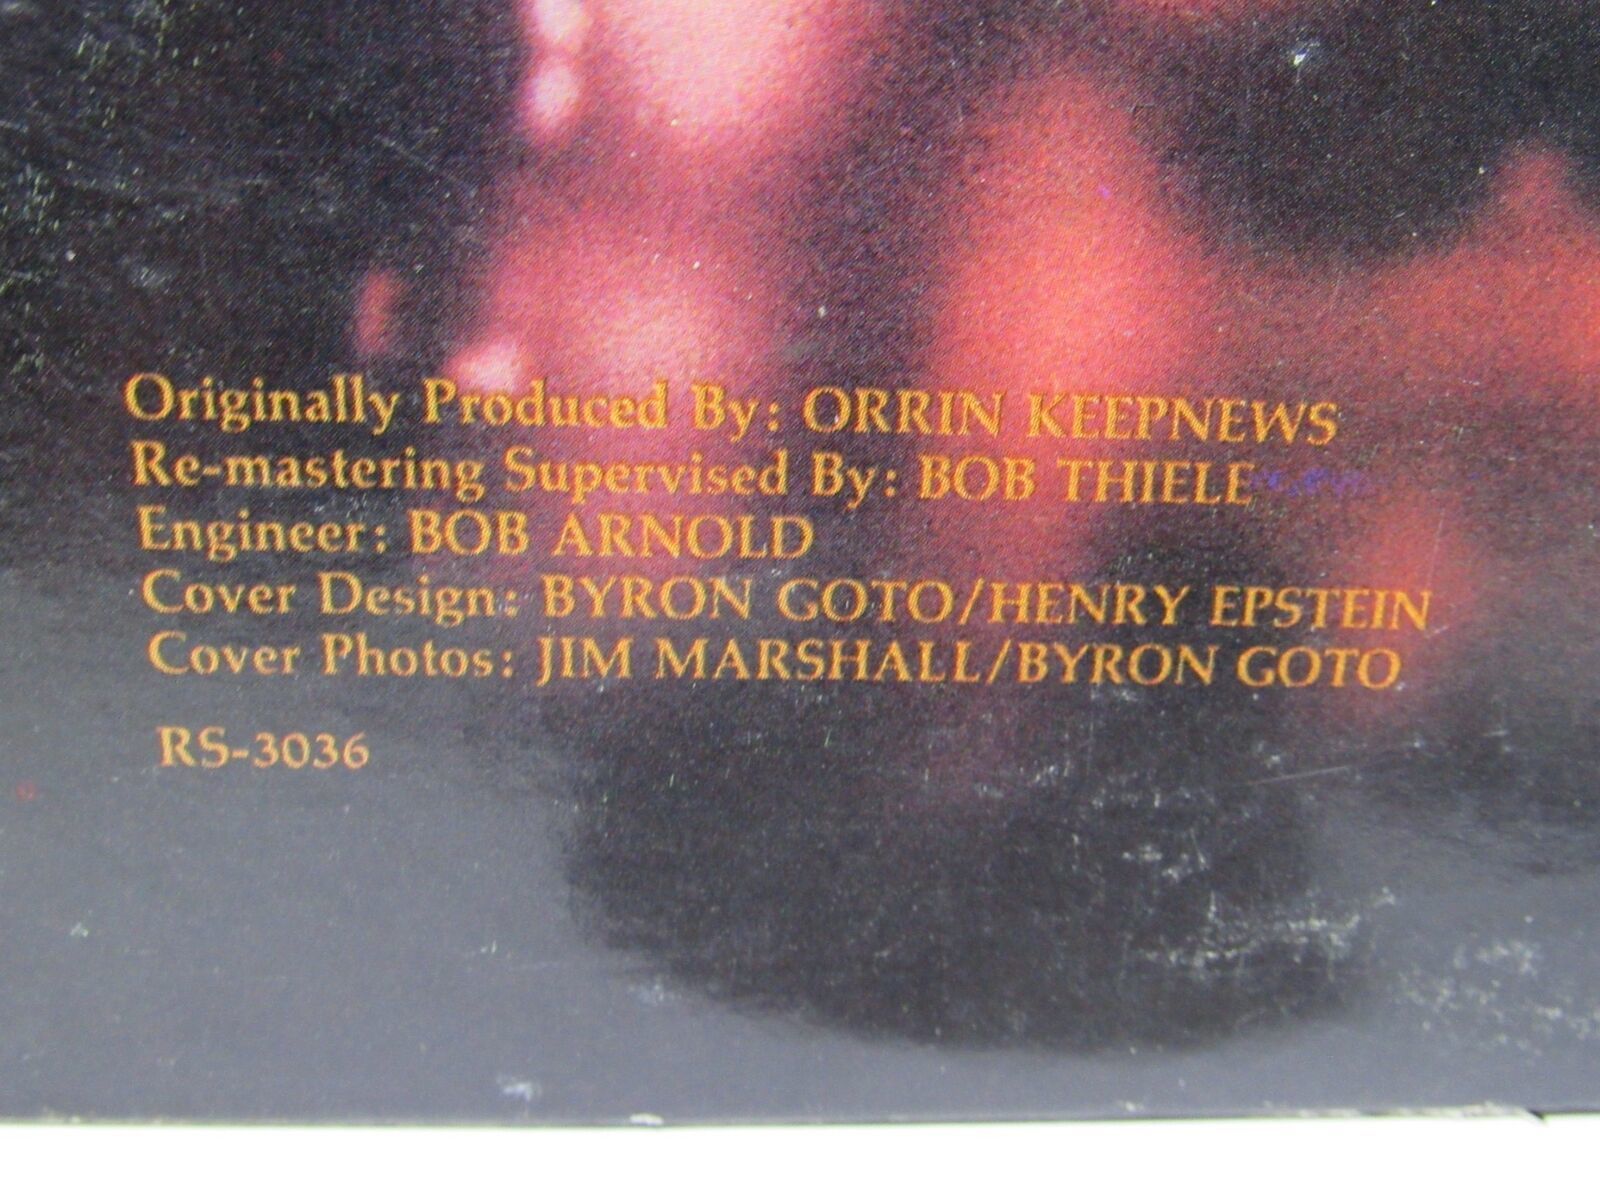 Originally Produced By: ORRIN KEEPNEWS
Re-mastering Supervised By: BOB THIELE
Engineer: BOB ARNOLD
Cover Design: BYRON GOTO/HENRY EPSTEIN
Cover Photos: JIM MARSHALL/BYRON GOTO
RS-3036